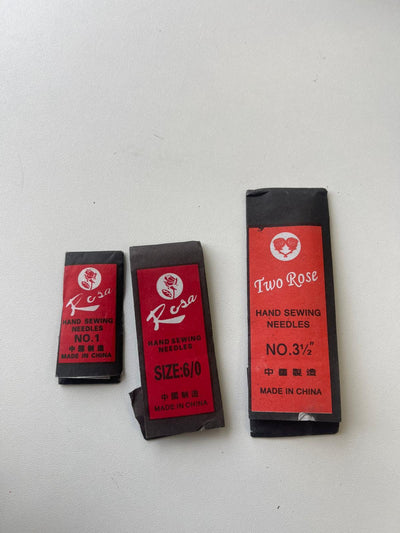 Rosa
HAND SEWING
NEEDLES
NO.1
中國製造
MADE IN CHINA
Rosa
HAND SEWING
NEEDLES
SIZE:6/0
中國製造
MADE IN CHINA
Two Rose
HAND SEWING
NEEDLES
NO.3½"
中國製造
MADE IN CHINA